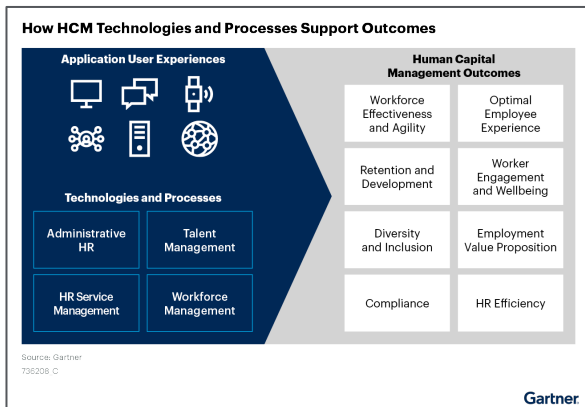 How HCM Technologies and Processes Support Outcomes
Application User Experiences
Technologies and Processes
Administrative
HR
Talent
Management
HR Service
Management
Workforce
Management
Human Capital
Management Outcomes
Workforce
Effectiveness
and Agility
Optimal
Employee
Experience
Retention and
Development
Worker
Engagement
and Wellbeing
Diversity
and Inclusion
Employment
Value Proposition
Compliance
HR Efficiency
Source: Gartner
736208_C
Gartner